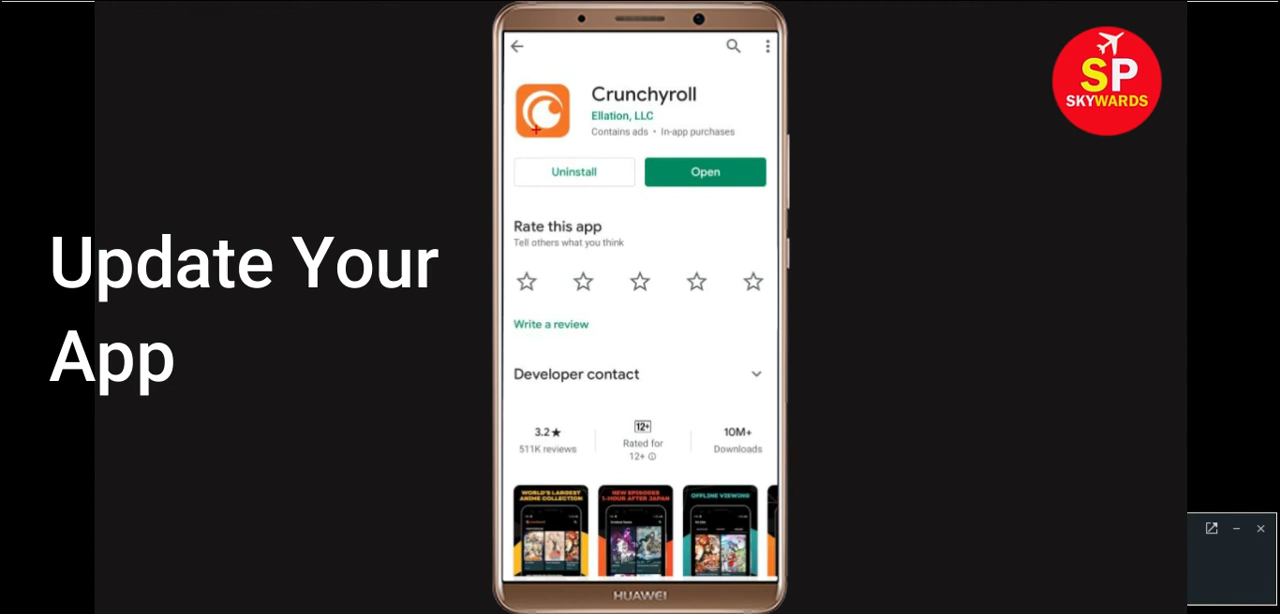 Crunchyroll
Ellation, LLC
Contains ads • In-app purchases
Uninstall
Open
Rate this app
Tell others what you think
Write a review
Developer contact
3.2★
511K reviews
12+
Rated for
12+
10M+
Downloads
WORLD'S LARGEST
ANIME COLLECTION
NEW EPISODES
1-HOUR AFTER JAPAN
OFFLINE VIEWING
HUAWEI
Update Your
App
SP
SKYWARDS